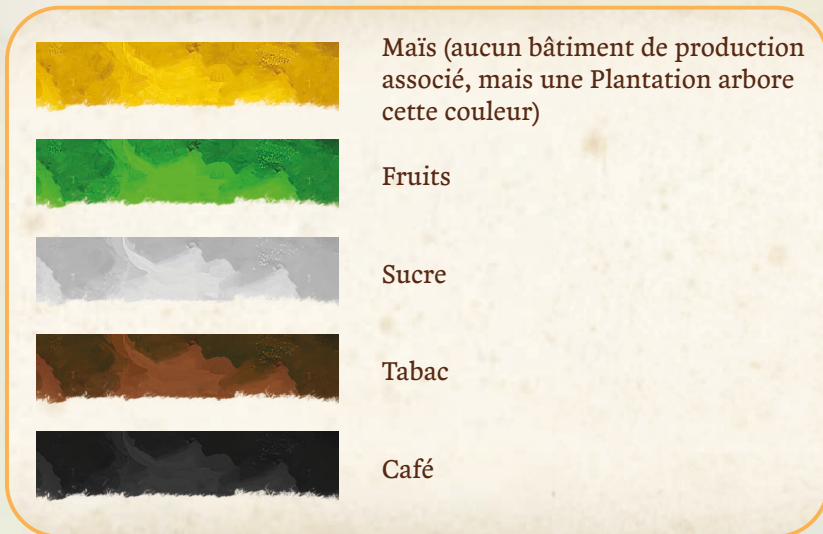 Maïs (aucun bâtiment de production
associé, mais une Plantation arbore
cette couleur)
Fruits
Sucre
Tabac
Café